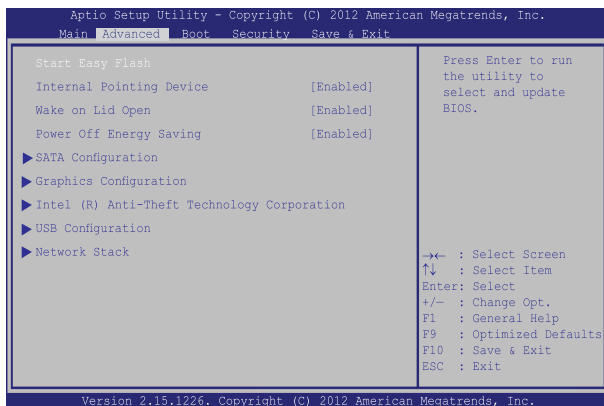 Aptio Setup Utility - Copyright (C) 2012 American Megatrends, Inc.
Main Advanced Boot Security Save & Exit
Start Easy Flash
Internal Pointing Device [Enabled]
Wake on Lid Open [Enabled]
Power Off Energy Saving [Enabled]
SATA Configuration
Graphics Configuration
Intel (R) Anti-Theft Technology Corporation
USB Configuration
Network Stack
Press Enter to run
the utility to
select and update
BIOS.
→← : Select Screen
↑↓ : Select Item
Enter: Select
+/— : Change Opt.
F1 : General Help
F9 : Optimized Defaults
F10 : Save & Exit
ESC : Exit
Version 2.15.1226. Copyright (C) 2012 American Megatrends, Inc.